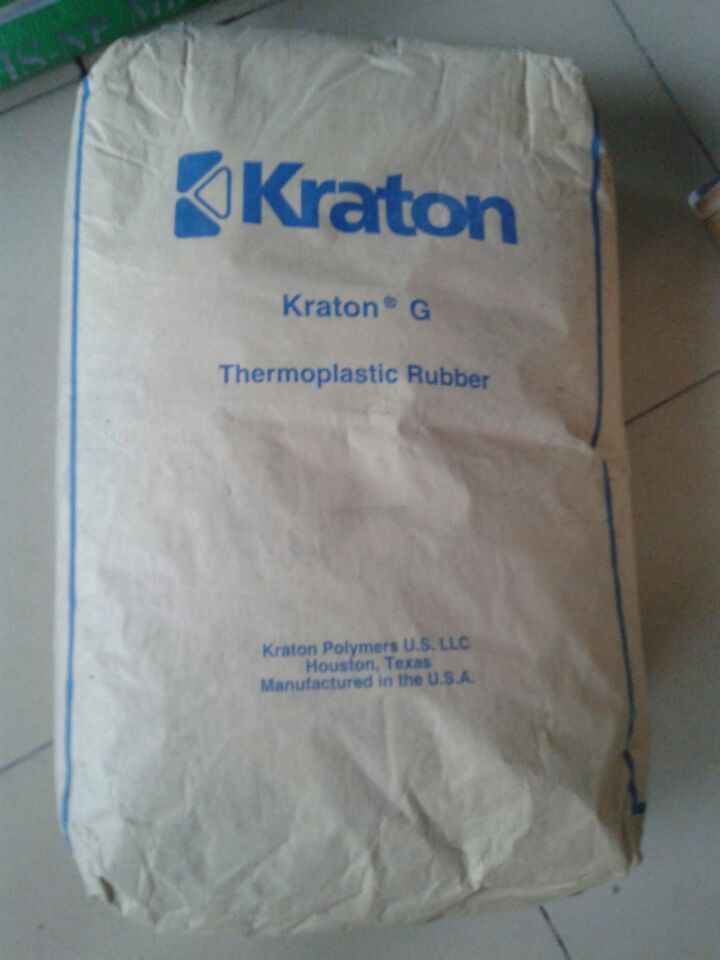 Kraton
Kraton® G
Thermoplastic Rubber
Kraton Polymers U.S. LLC
Houston, Texas
Manufactured in the U.S.A.